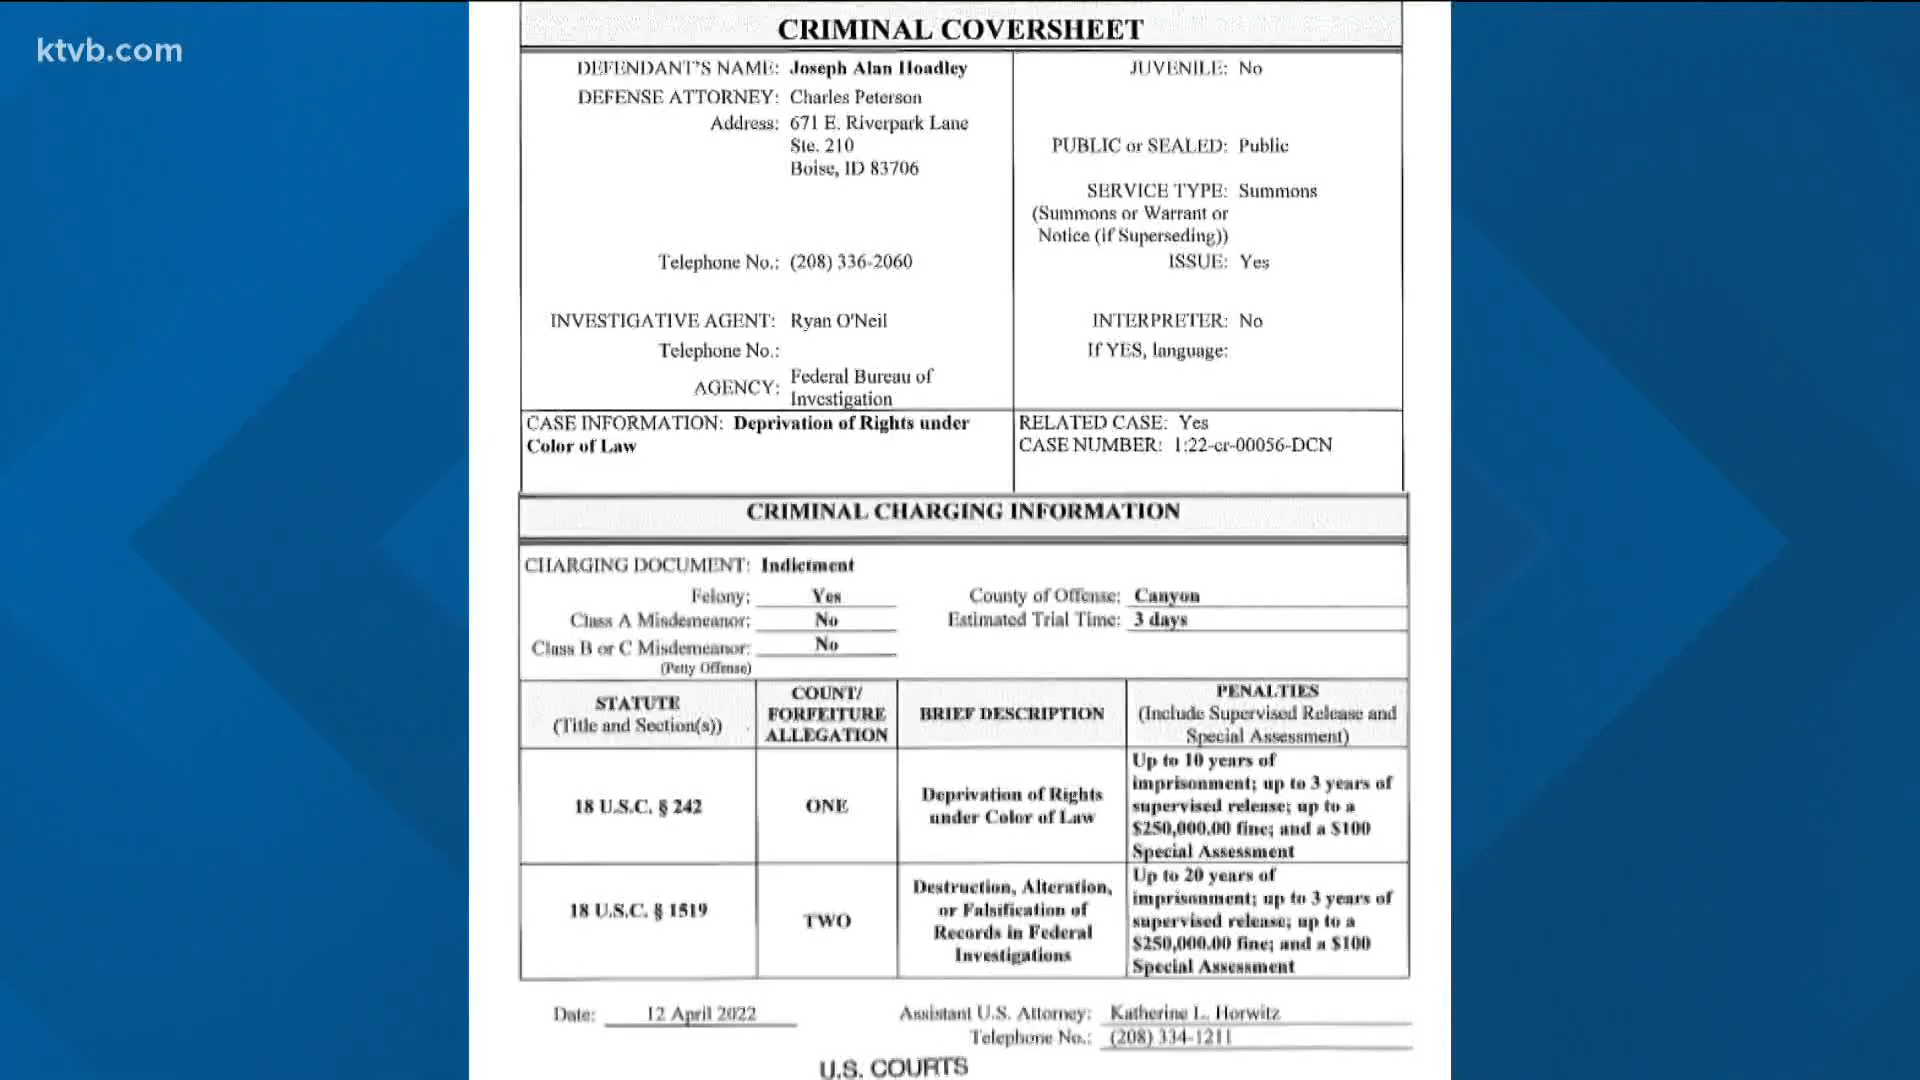 ktvb.com
CRIMINAL COVERSHEET
DEFENDANT'S NAME: Joseph Alan Hoadley
DEFENSE ATTORNEY: Charles Peterson
Address: 671 E. Riverpark Lane
Ste. 210
Boise, ID 83706
Telephone No.: (208) 336-2060
INVESTIGATIVE AGENT: Ryan O'Neil
Telephone No.:
AGENCY: Federal Bureau of
Investigation
JUVENILE: No
PUBLIC or SEALED: Public
SERVICE TYPE: Summons
(Summons or Warrant or
Notice (if Superseding))
ISSUE: Yes
INTERPRETER: No
If YES, language:
CASE INFORMATION: Deprivation of Rights under
Color of Law
RELATED CASE: Yes
CASE NUMBER: 1:22-cr-00056-DCN
CRIMINAL CHARGING INFORMATION
CHARGING DOCUMENT: Indictment
Felony: Yes
Class A Misdemeanor: No
Class B or C Misdemeanor: No
(Petty Offense)
County of Offense: Canyon
Estimated Trial Time: 3 days
STATUTE
(Title and Section(s))
COUNT/
FORFEITURE
ALLEGATION
BRIEF DESCRIPTION
PENALTIES
(Include Supervised Release and
Special Assessment)
18 U.S.C. § 242
ONE
Deprivation of Rights
under Color of Law
Up to 10 years of
imprisonment; up to 3 years of
supervised release; up to a
$250,000.00 fine; and a $100
Special Assessment
18 U.S.C. § 1519
TWO
Destruction, Alteration,
or Falsification of
Records in Federal
Investigations
Up to 20 years of
imprisonment; up to 3 years of
supervised release; up to a
$250,000.00 fine; and a $100
Special Assessment
Date: 12 April 2022
Assistant U.S. Attorney: Katherine L. Horwitz
Telephone No.: (208) 334-1211
U.S. COURTS